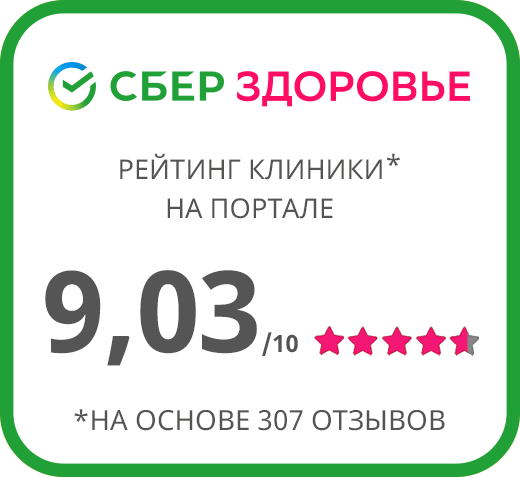 СБЕР ЗДОРОВЬЕ
РЕЙТИНГ КЛИНИКИ*
НА ПОРТАЛЕ
9,03/10
*НА ОСНОВЕ 307 ОТЗЫВОВ